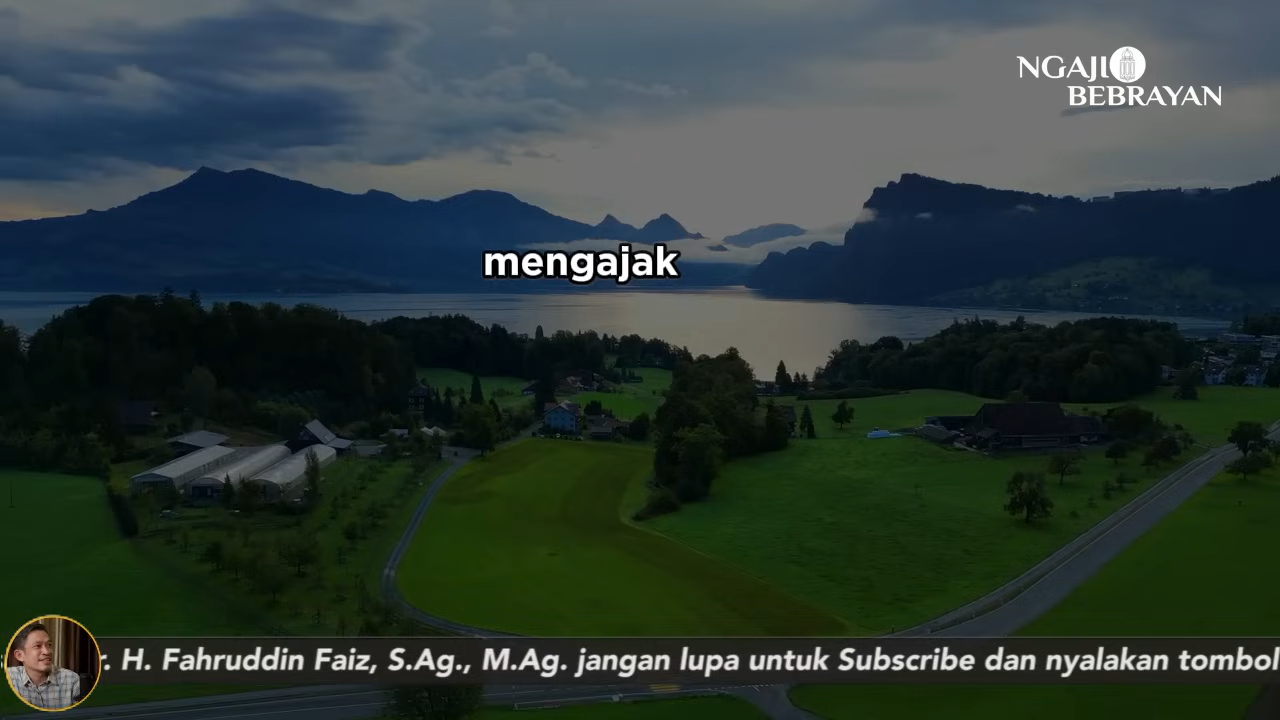 NGAJI
BEBRAYAN
mengajak
r. H. Fahruddin Faiz, S.Ag., M.Ag. jangan lupa untuk Subscribe dan nyalakan tombol